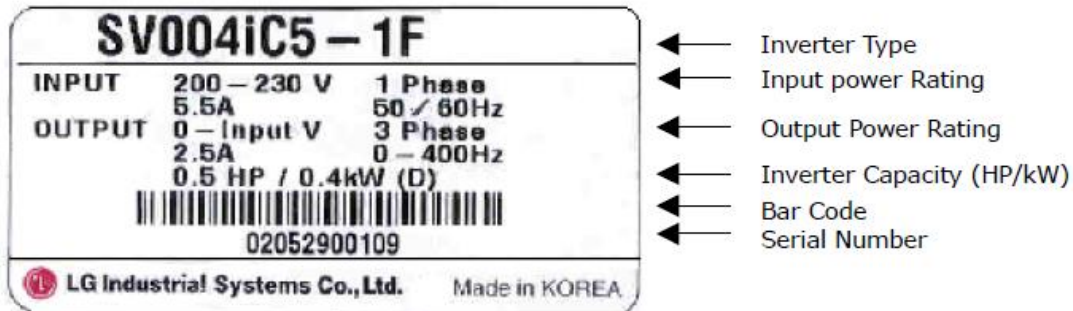 SV004iC5 – 1F
Inverter Type
INPUT 200 – 230 V 1 Phase
Input power Rating
5.5A 50 / 60Hz
OUTPUT 0 – Input V 3 Phase
Output Power Rating
2.5A 0 – 400Hz
0.5 HP / 0.4kW (D)
Inverter Capacity (HP/kW)
Bar Code
02052900109
Serial Number
LG Industrial Systems Co., Ltd. Made in KOREA